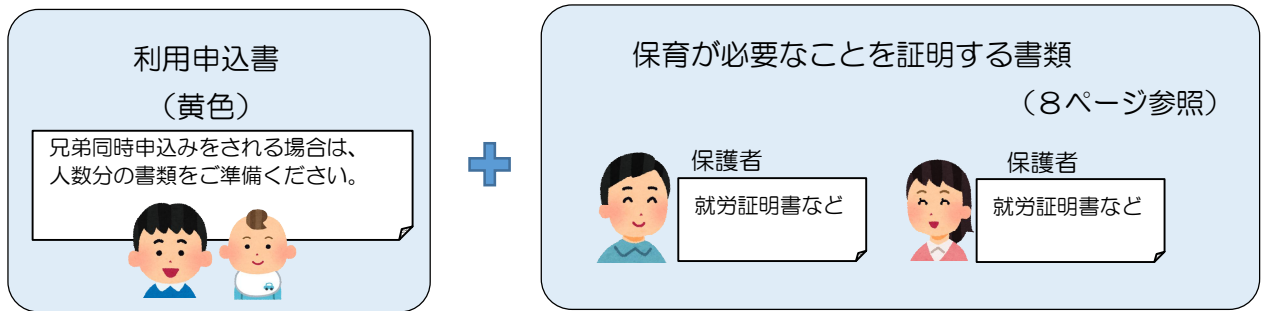 利用申込書
（黄色）
兄弟同時申込みをされる場合は、
人数分の書類をご準備ください。
保育が必要なことを証明する書類
（８ページ参照）
保護者
就労証明書など
保護者
就労証明書など